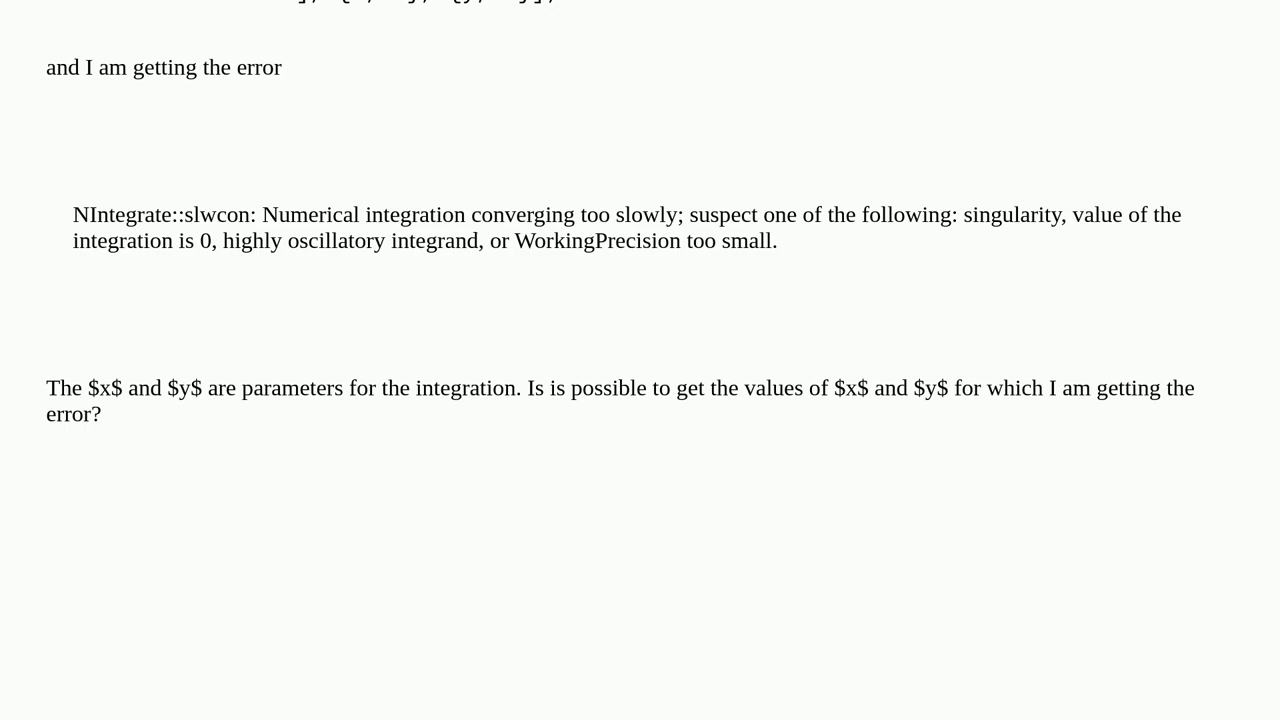 and I am getting the error
NIntegrate::slwcon: Numerical integration converging too slowly; suspect one of the following: singularity, value of the
integration is 0, highly oscillatory integrand, or WorkingPrecision too small.
The $x$ and $y$ are parameters for the integration. Is is possible to get the values of $x$ and $y$ for which I am getting the
error?